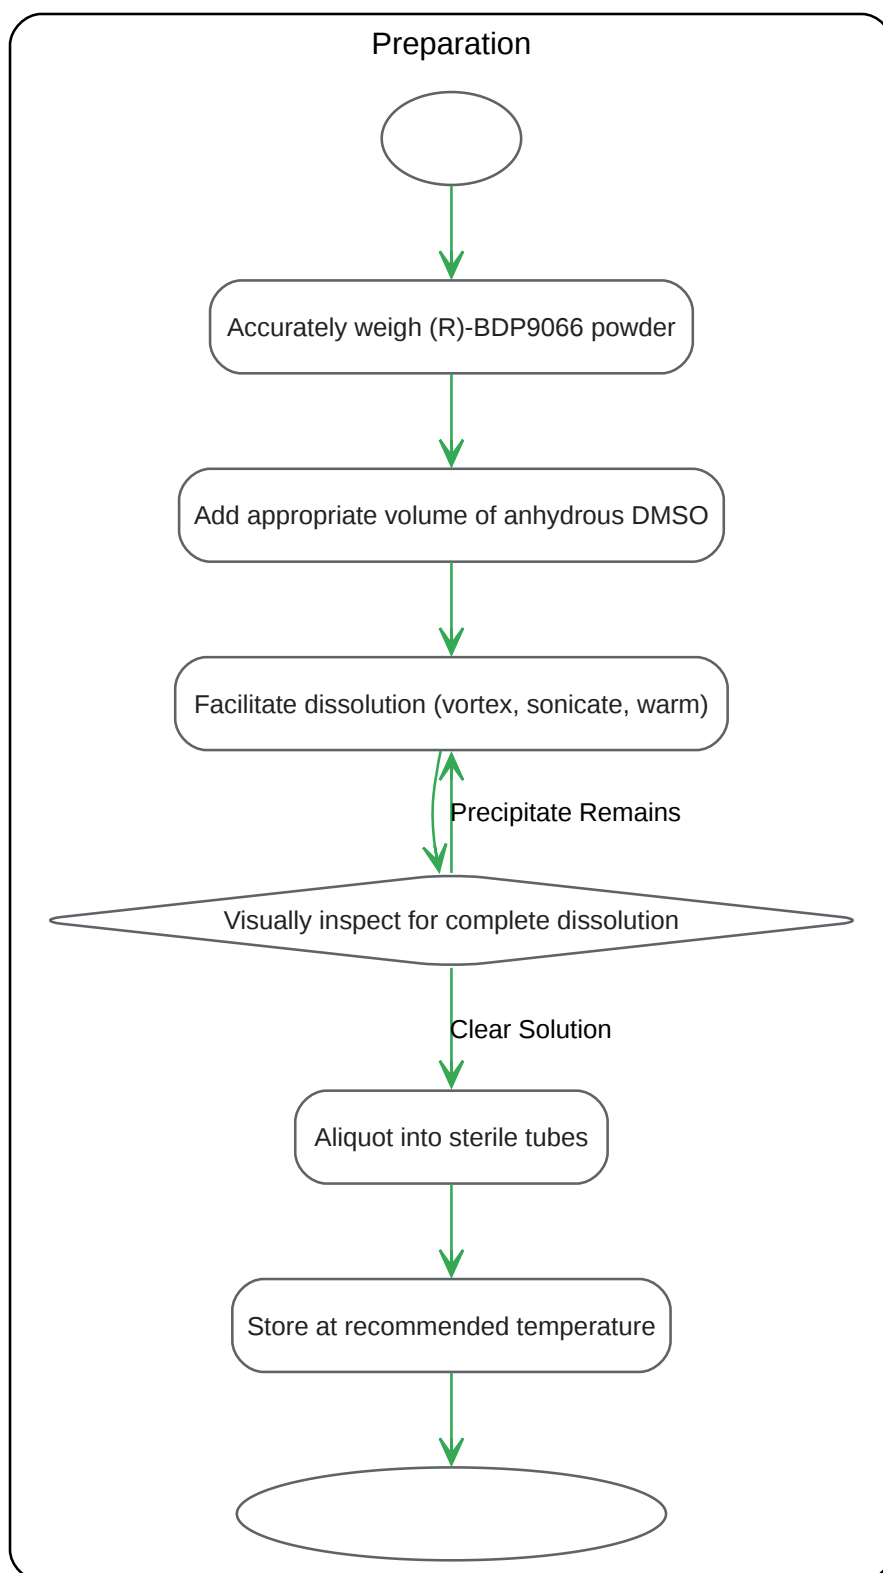 Preparation
Accurately weigh (R)-BDP9066 powder
Add appropriate volume of anhydrous DMSO
Facilitate dissolution (vortex, sonicate, warm)
Precipitate Remains
Visually inspect for complete dissolution
Clear Solution
Aliquot into sterile tubes
Store at recommended temperature